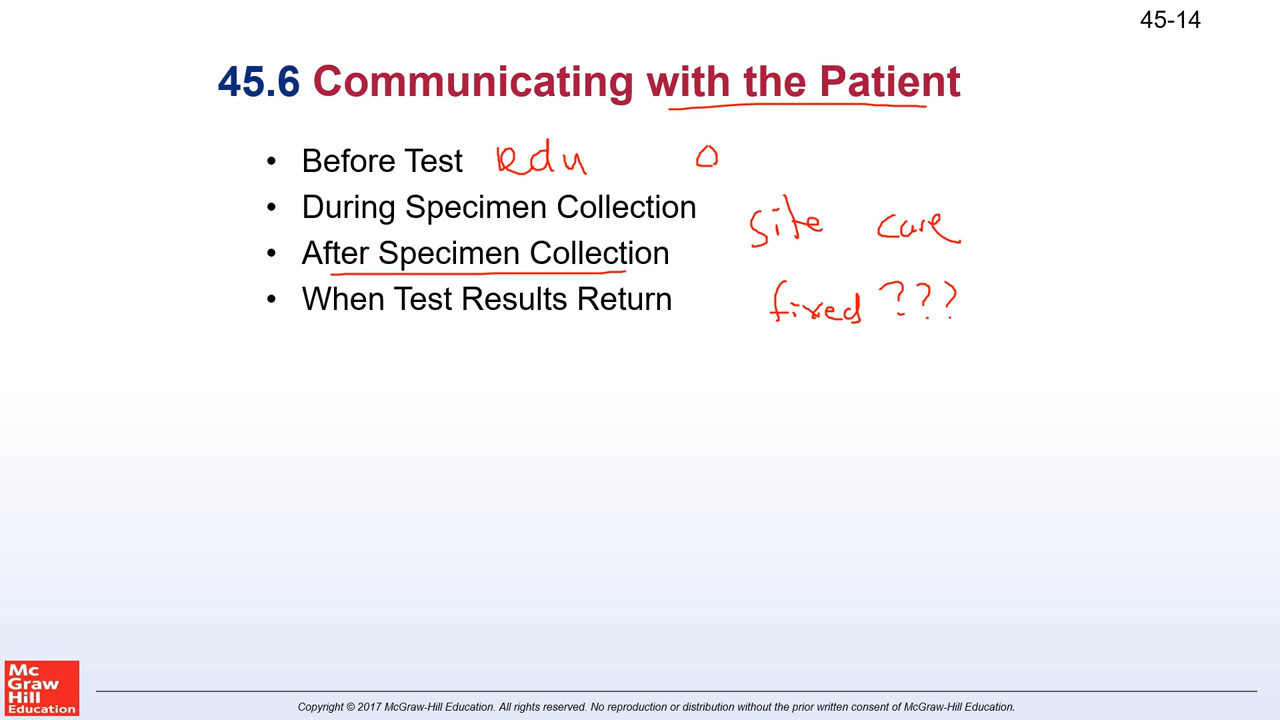 45-14
45.6 Communicating with the Patient
• Before Test edu o
• During Specimen Collection
site care
• After Specimen Collection
• When Test Results Return fired ???
Mc
Graw
Hill
Education
Copyright © 2017 McGraw-Hill Education. All rights reserved. No reproduction or distribution without the prior written consent of McGraw-Hill Education.